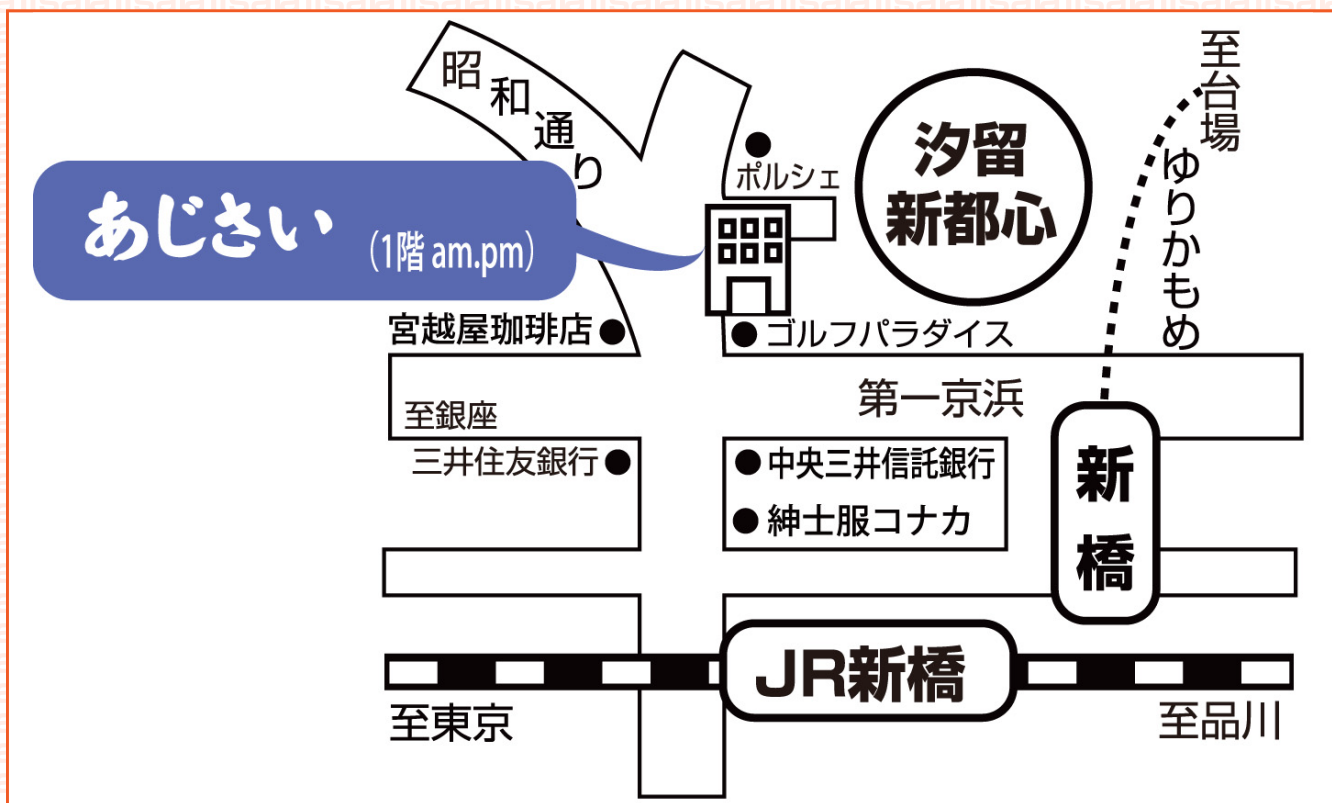 昭和通り
至台場
ゆりかもめ
ポルシェ
汐留
新都心
あじさい (1階 am.pm)
宮越屋珈琲店
ゴルフパラダイス
第一京浜
至銀座
三井住友銀行
中央三井信託銀行
紳士服コナカ
新橋
JR新橋
至東京
至品川